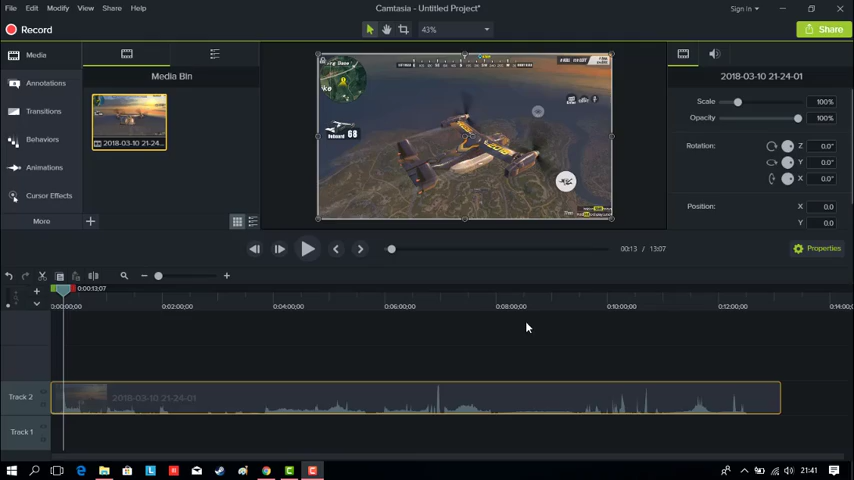 Camtasia - Untitled Project*
File Edit Modify View Share Help
Sign In
Record
43%
Share
Media
Annotations
Transitions
Behaviors
Animations
Cursor Effects
More
Media Bin
2018-03-10 21-24...
Onboard 68
2018-03-10 21-24-01
Scale 100%
Opacity 100%
Rotation: Z 0.0°
Y 0.0°
X 0.0°
Position: X 0.0
Y 0.0
00:13 / 13:07
Properties
0:00:13;07
0:00:00;00 0:02:00;00 0:04:00;00 0:06:00;00 0:08:00;00 0:10:00;00 0:12:00;00 0:14:00;0
Track 2
2018-03-10 21-24-01
Track 1
21:41